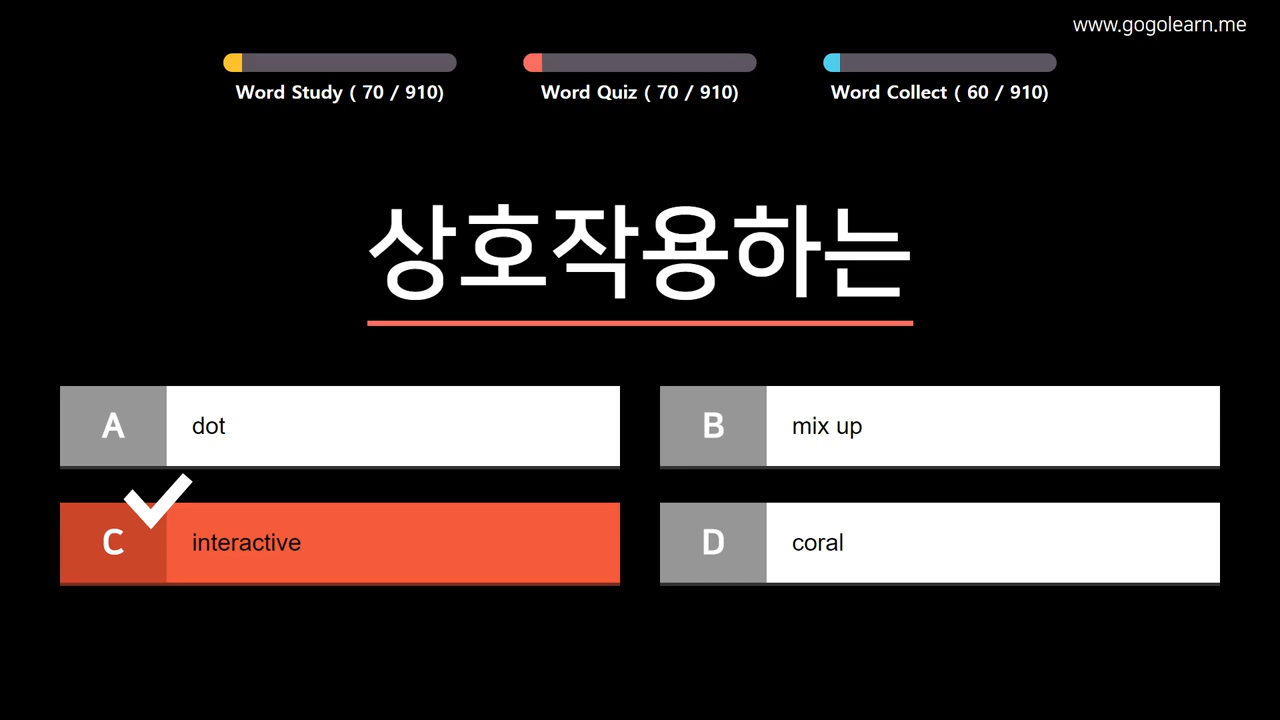 www.gogolearn.me
Word Study ( 70 / 910)
Word Quiz ( 70 / 910)
Word Collect ( 60 / 910)
상호작용하는
A dot
B mix up
C interactive
D coral